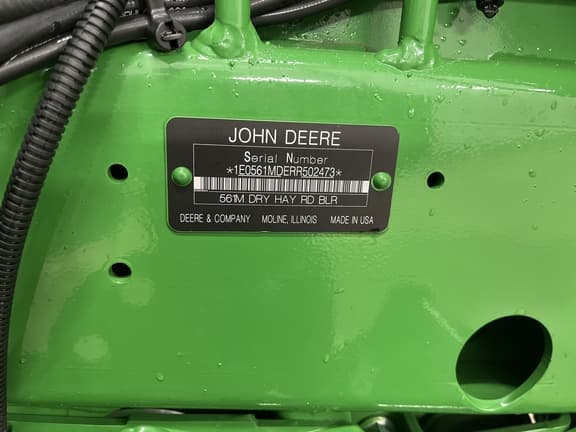 JOHN DEERE
Serial Number
*1E0561MDERR502473*
561M DRY HAY RD BLR
DEERE & COMPANY MOLINE, ILLINOIS MADE IN USA